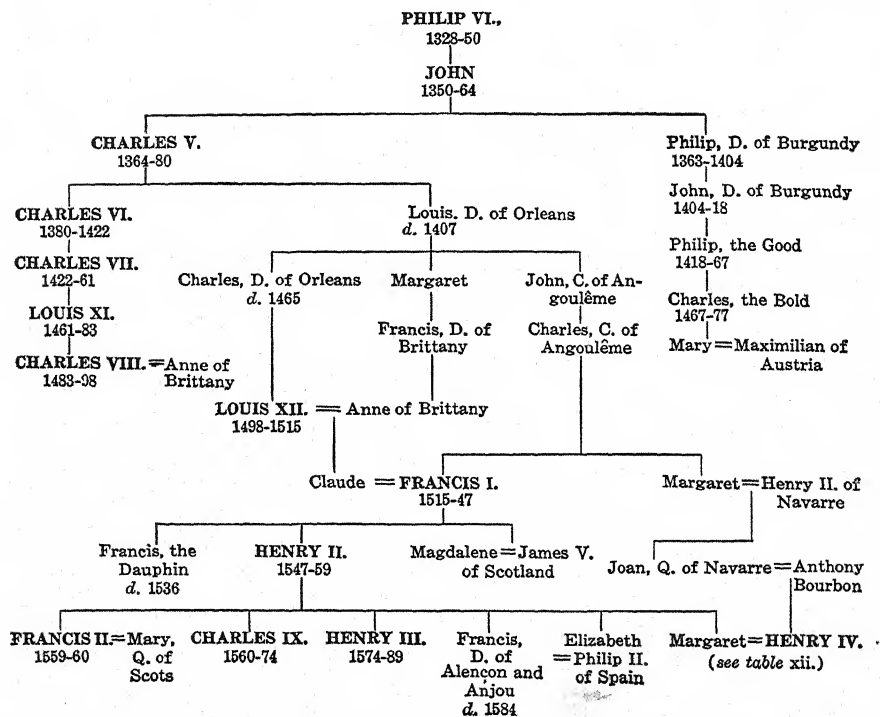 PHILIP VI.,
1328-50
JOHN
1350-64
CHARLES V.
1364-80
Philip, D. of Burgundy
1363-1404
CHARLES VI.
1380-1422
Louis. D. of Orleans
d. 1407
John, D. of Burgundy
1404-18
CHARLES VII.
1422-61
Charles, D. of Orleans
d. 1465
Margaret
John, C. of An-
goulême
Philip, the Good
1418-67
LOUIS XI.
1461-83
Francis, D. of
Brittany
Charles, C. of
Angoulême
Charles, the Bold
1467-77
CHARLES VIII. = Anne of
1483-98 Brittany
Mary = Maximilian of
Austria
LOUIS XII. = Anne of Brittany
1498-1515
Claude = FRANCIS I.
1515-47
Margaret = Henry II. of
Navarre
Francis, the
Dauphin
d. 1536
HENRY II.
1547-59
Magdalene = James V.
of Scotland
Joan, Q. of Navarre = Anthony
Bourbon
FRANCIS II. = Mary,
1559-60 Q. of
Scots
CHARLES IX.
1560-74
HENRY III.
1574-89
Francis,
D. of
Alençon and
Anjou
d. 1584
Elizabeth
= Philip II.
of Spain
Margaret = HENRY IV.
(see table xii.)